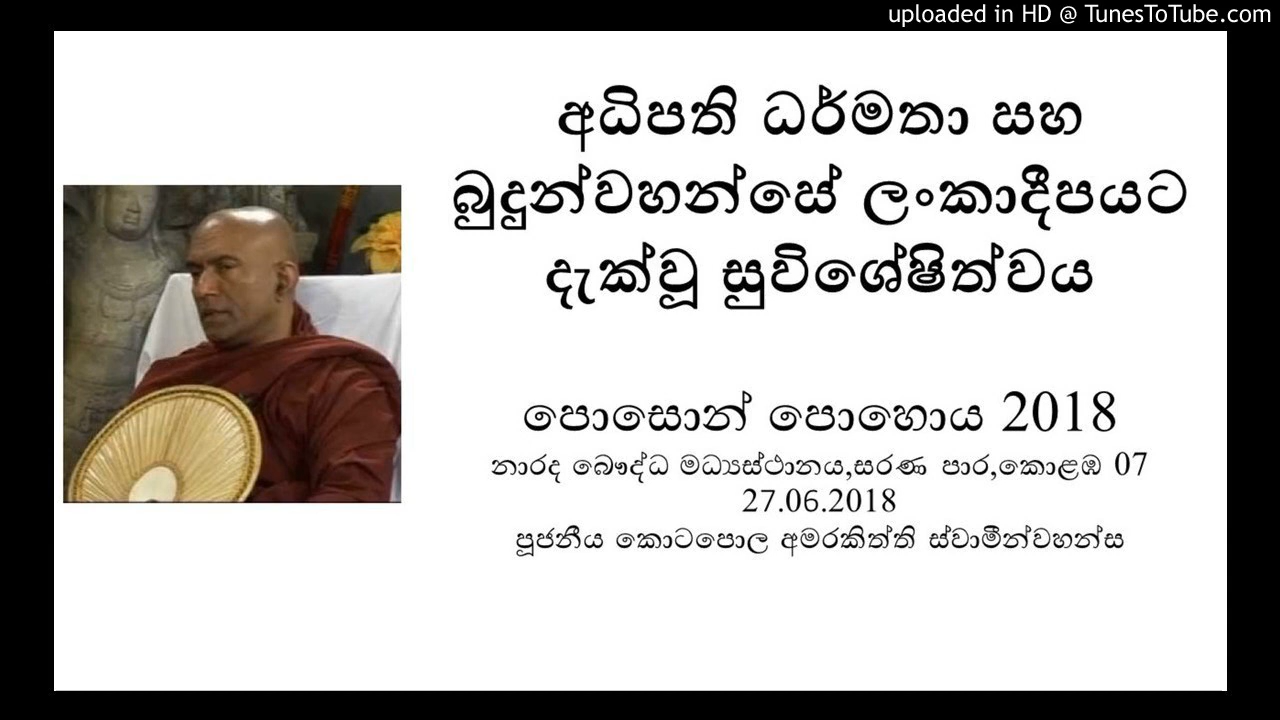 uploaded in HD @ TunesToTube.com
අධිපති ධර්මතා සහ
බුදුන්වහන්සේ ලංකාදීපයට
දැක්වූ සුවිශේෂිත්වය
පොසොන් පොහොය 2018
නාරද බෞද්ධ මධ්‍යස්ථානය,සරණ පාර,කොළඹ 07
27.06.2018
පූජනීය කොටපොල අමරකිත්ති ස්වාමීන්වහන්ස